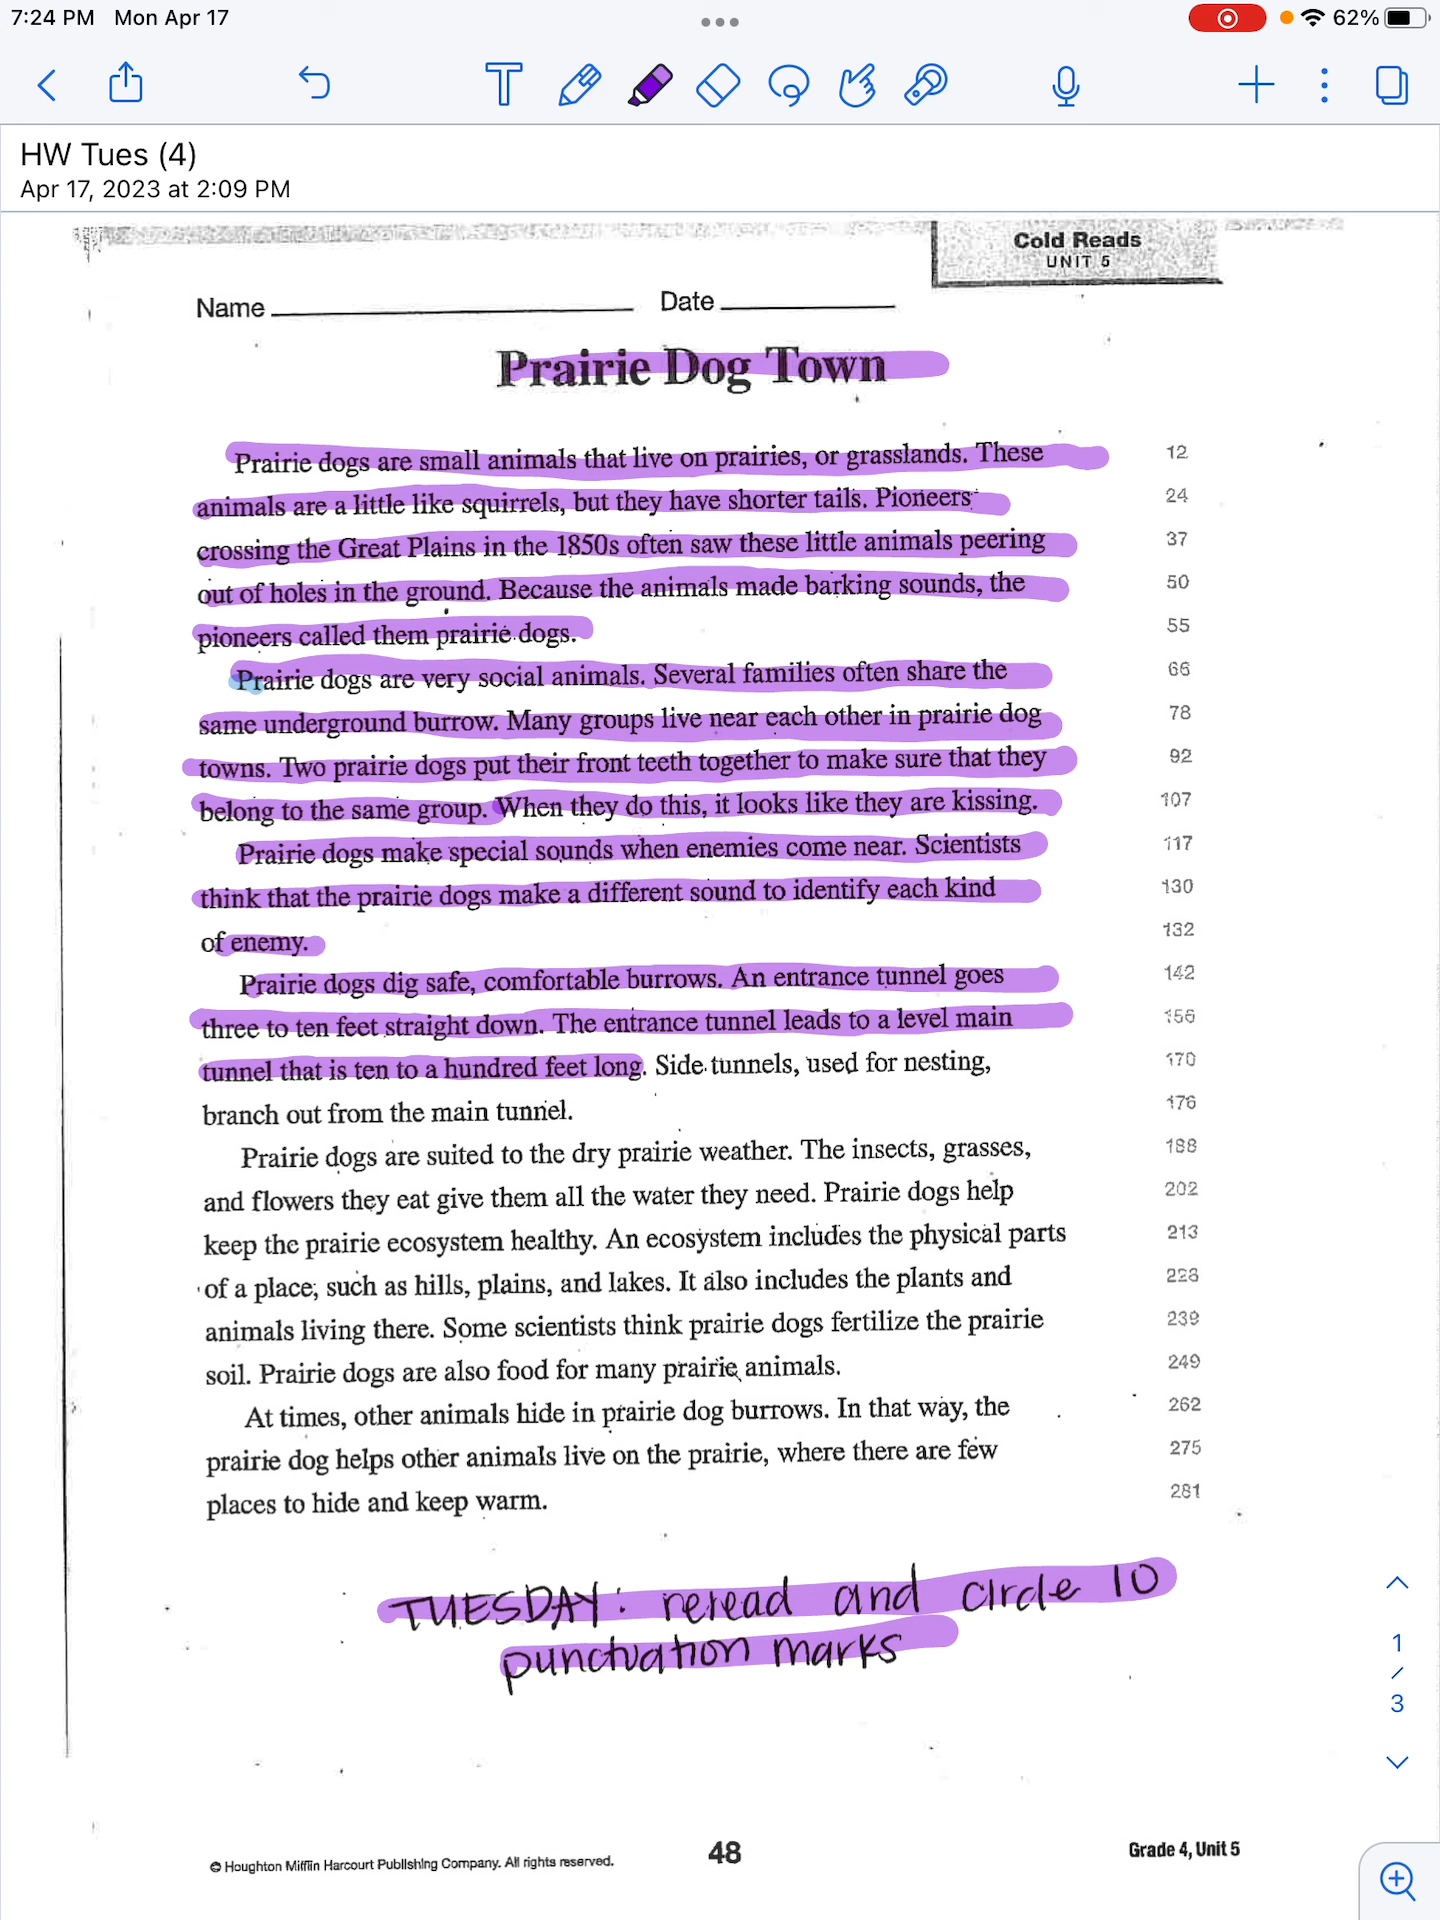 7:24 PM Mon Apr 17
62%
T
HW Tues (4)
Apr 17, 2023 at 2:09 PM
Cold Reads
UNIT 5
Name Date
Prairie Dog Town
Prairie dogs are small animals that live on prairies, or grasslands. These 12
animals are a little like squirrels, but they have shorter tails. Pioneers 24
crossing the Great Plains in the 1850s often saw these little animals peering 37
out of holes in the ground. Because the animals made barking sounds, the 50
pioneers called them prairie dogs. 55
Prairie dogs are very social animals. Several families often share the 66
same underground burrow. Many groups live near each other in prairie dog 78
towns. Two prairie dogs put their front teeth together to make sure that they 92
belong to the same group. When they do this, it looks like they are kissing. 107
Prairie dogs make special sounds when enemies come near. Scientists 117
think that the prairie dogs make a different sound to identify each kind 130
of enemy. 132
Prairie dogs dig safe, comfortable burrows. An entrance tunnel goes 142
three to ten feet straight down. The entrance tunnel leads to a level main 156
tunnel that is ten to a hundred feet long. Side tunnels, used for nesting, 170
branch out from the main tunnel. 176
Prairie dogs are suited to the dry prairie weather. The insects, grasses, 188
and flowers they eat give them all the water they need. Prairie dogs help 202
keep the prairie ecosystem healthy. An ecosystem includes the physical parts 213
of a place, such as hills, plains, and lakes. It also includes the plants and 228
animals living there. Some scientists think prairie dogs fertilize the prairie 239
soil. Prairie dogs are also food for many prairie animals. 249
At times, other animals hide in prairie dog burrows. In that way, the 262
prairie dog helps other animals live on the prairie, where there are few 275
places to hide and keep warm. 281
TUESDAY: reread and circle 10
punctuation marks
1
/
3
© Houghton Mifflin Harcourt Publishing Company. All rights reserved. 48 Grade 4, Unit 5